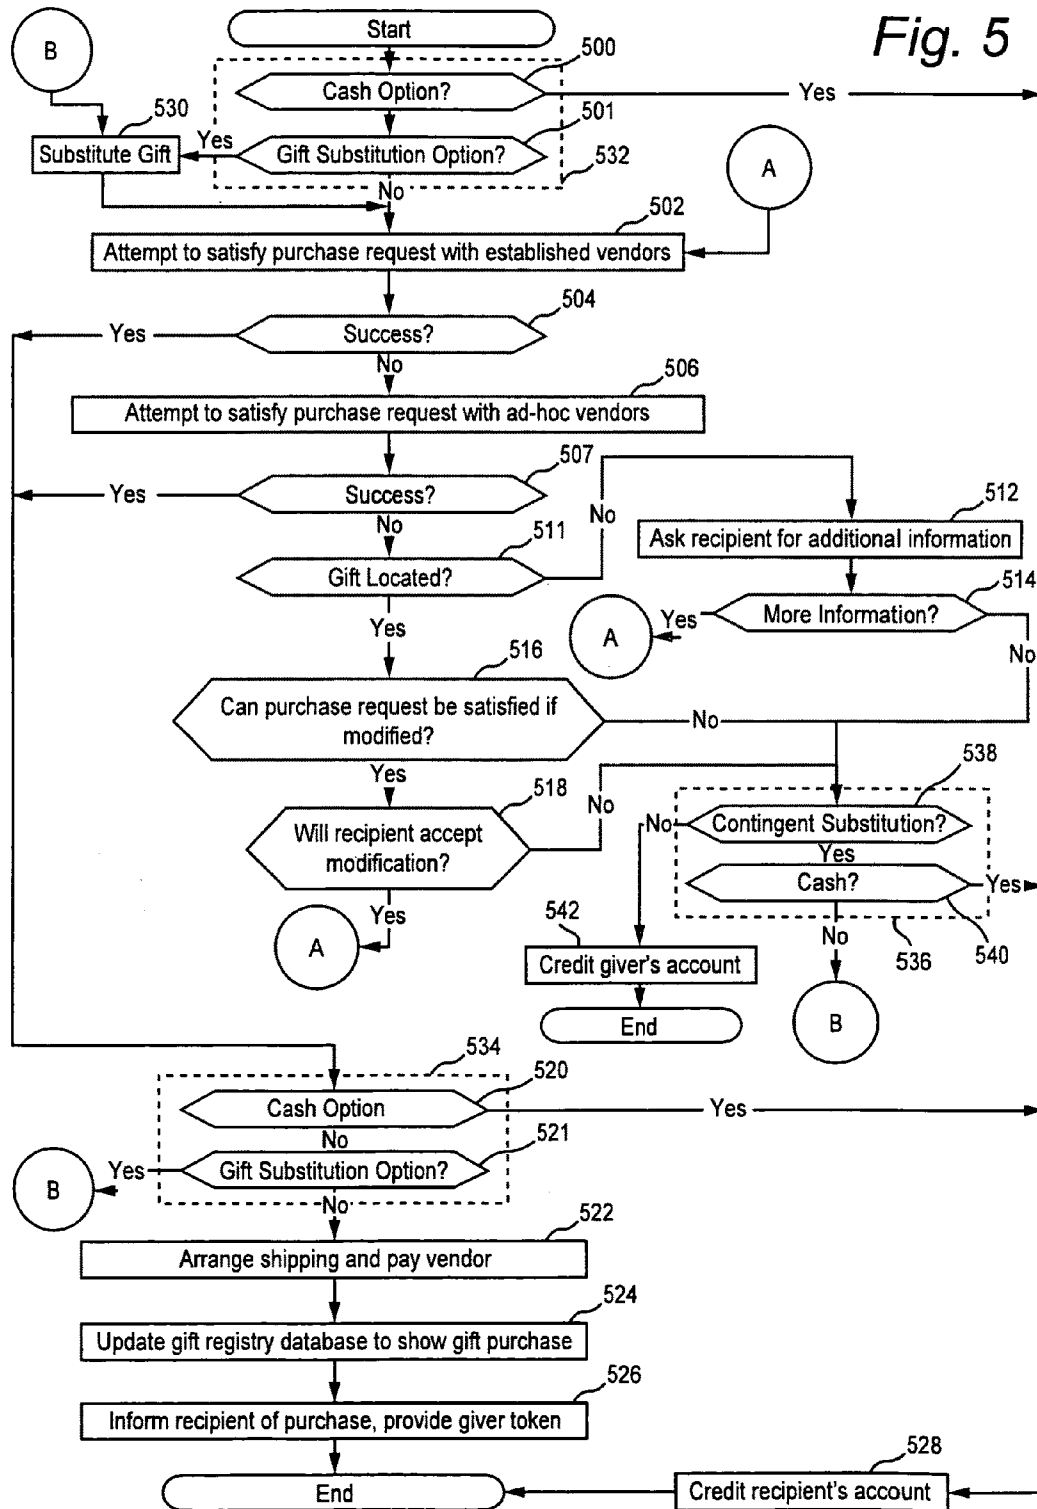 Fig. 5
B
Start
500
Cash Option?
Yes
530
501
Substitute Gift
Yes
Gift Substitution Option?
532
A
No
502
Attempt to satisfy purchase request with established vendors
504
Yes
Success?
No
506
Attempt to satisfy purchase request with ad-hoc vendors
507
Yes
Success?
No
No
512
511
Ask recipient for additional information
Gift Located?
514
Yes
A
Yes
More Information?
No
516
Can purchase request be satisfied if
modified?
No
Yes
538
518
No
No
Contingent Substitution?
Will recipient accept
modification?
Yes
Cash?
Yes
Yes
A
542
No
536
540
Credit giver's account
End
B
534
520
Cash Option
Yes
No
521
B
Yes
Gift Substitution Option?
No
522
Arrange shipping and pay vendor
524
Update gift registry database to show gift purchase
526
Inform recipient of purchase, provide giver token
528
End
Credit recipient's account